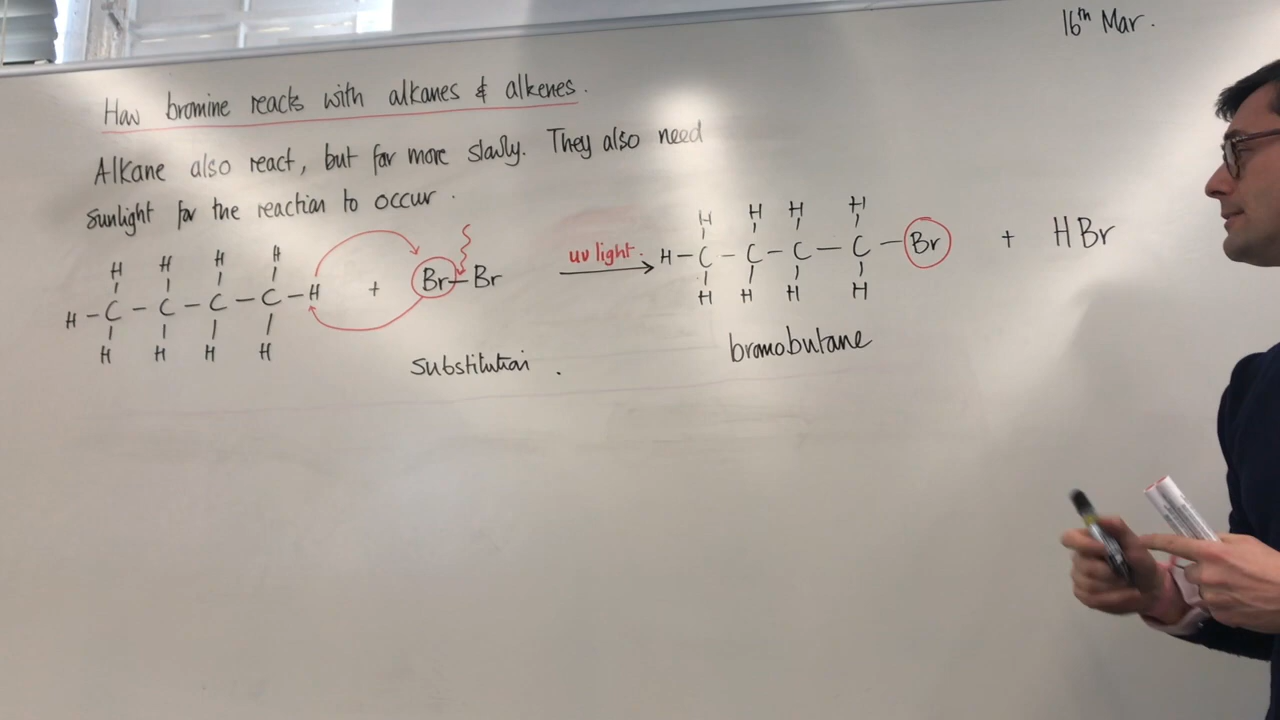 16th Mar.
How bromine reacts with alkanes & alkenes.
Alkane also react, but far more slowly. They also need
sunlight for the reaction to occur.
H H H H
H - C - C - C - C - H + Br - Br uv light. H - C - C - C - C - Br + HBr
H H H H
H H H H
H H H H
substitution.
bromobutane